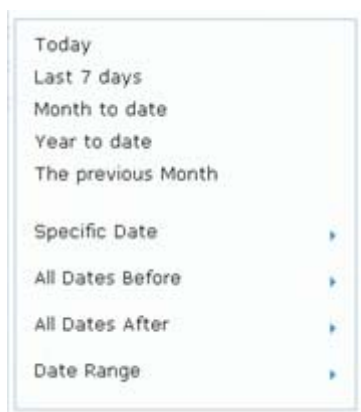 Today
Last 7 days
Month to date
Year to date
The previous Month
Specific Date
All Dates Before
All Dates After
Date Range